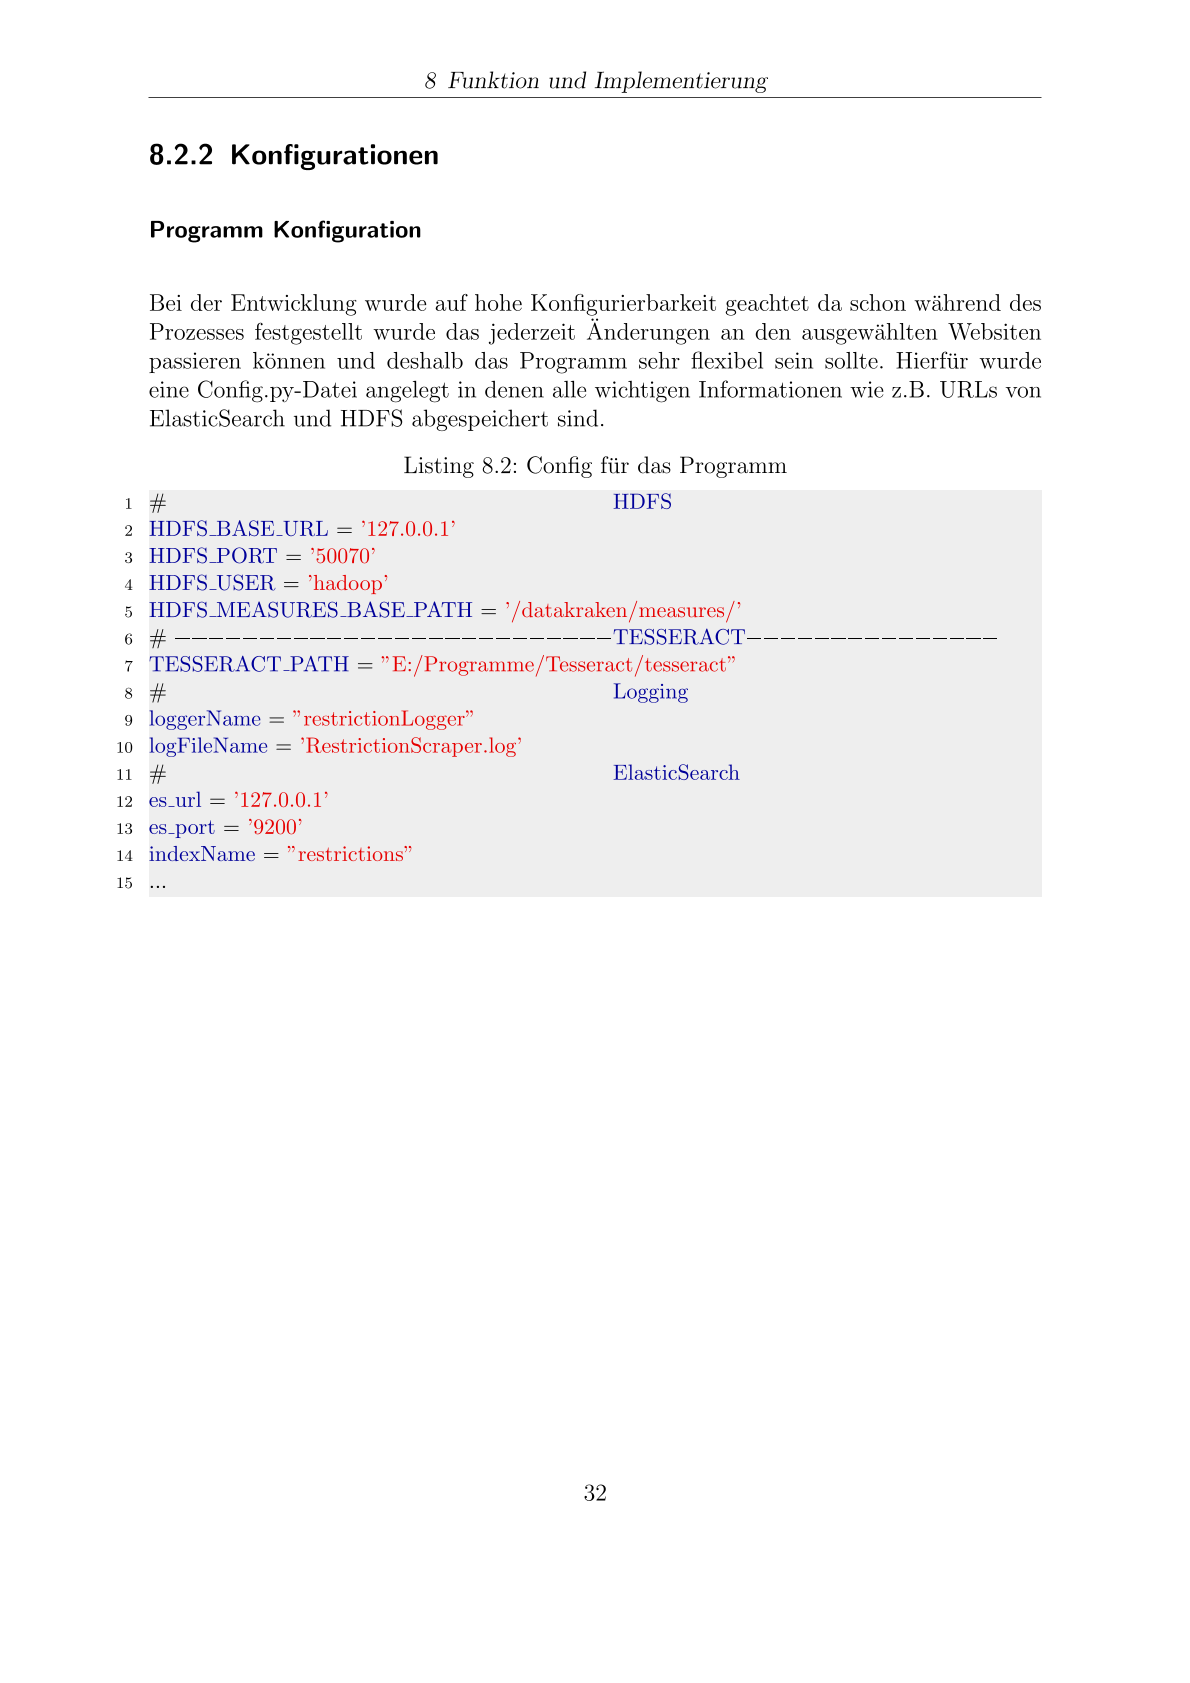 8 Funktion und Implementierung
8.2.2 Konfigurationen
Programm Konfiguration
Bei der Entwicklung wurde auf hohe Konfigurierbarkeit geachtet da schon während des
Prozesses festgestellt wurde das jederzeit Änderungen an den ausgewählten Websiten
passieren können und deshalb das Programm sehr flexibel sein sollte. Hierfür wurde
eine Config.py-Datei angelegt in denen alle wichtigen Informationen wie z.B. URLs von
ElasticSearch und HDFS abgespeichert sind.
Listing 8.2: Config für das Programm
1 # HDFS
2 HDFS_BASE_URL = '127.0.0.1'
3 HDFS_PORT = '50070'
4 HDFS_USER = 'hadoop'
5 HDFS_MEASURES_BASE_PATH = '/datakraken/measures/'
6 # --------------------------TESSERACT---------------
7 TESSERACT_PATH = "E:/Programme/Tesseract/tesseract"
8 # Logging
9 loggerName = "restrictionLogger"
10 logFileName = 'RestrictionScraper.log'
11 # ElasticSearch
12 es_url = '127.0.0.1'
13 es_port = '9200'
14 indexName = "restrictions"
15 ...
32